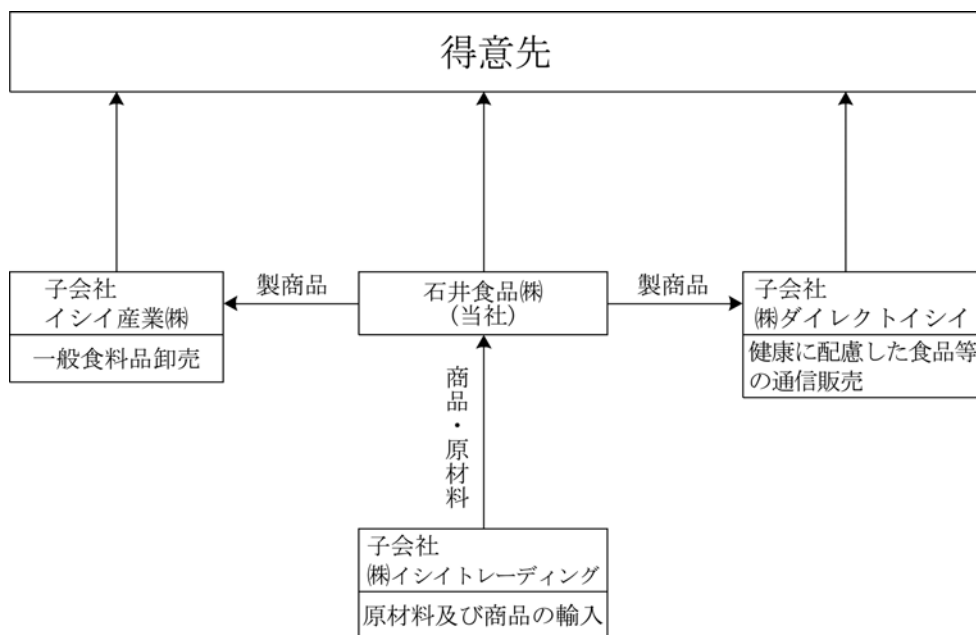 得意先
子会社
イシイ産業㈱
一般食料品卸売
製商品
石井食品㈱
(当社)
製商品
子会社
㈱ダイレクトイシイ
健康に配慮した食品等
の通信販売
商品・原材料
子会社
㈱イシイトレーディング
原材料及び商品の輸入